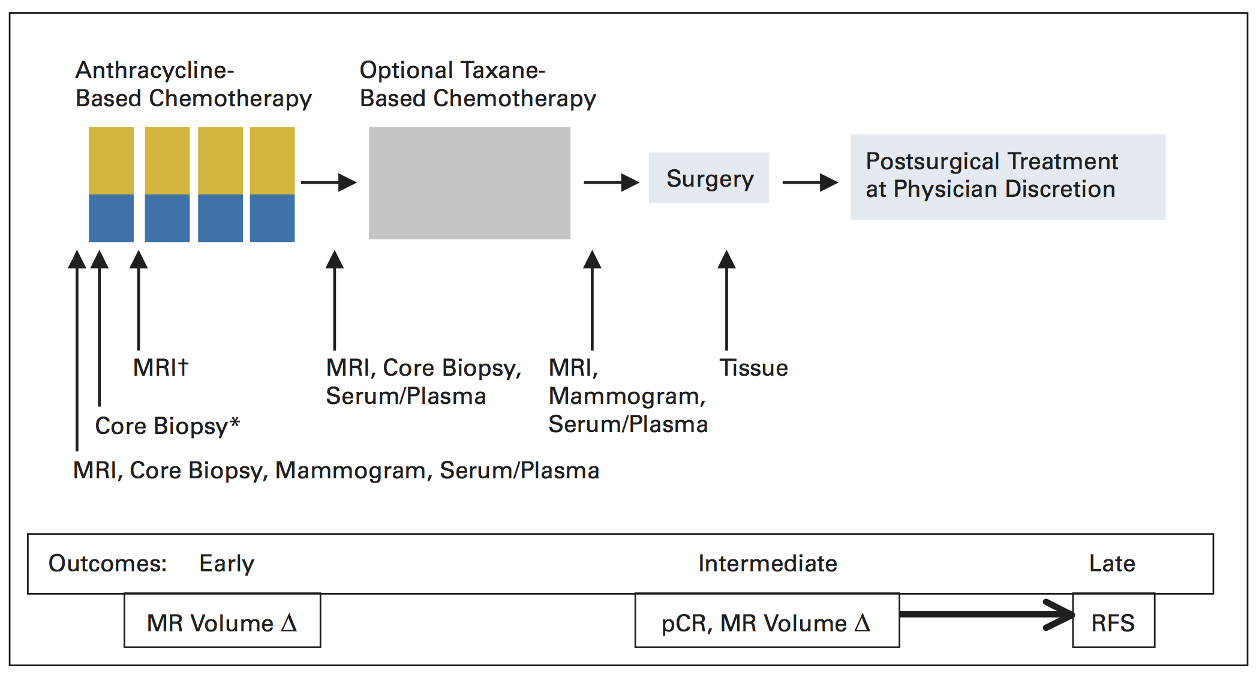 Anthracycline-
Based Chemotherapy
Optional Taxane-
Based Chemotherapy
Surgery
Postsurgical Treatment
at Physician Discretion
MRI†
Core Biopsy*
MRI, Core Biopsy, Mammogram, Serum/Plasma
MRI, Core Biopsy,
Serum/Plasma
MRI,
Mammogram,
Serum/Plasma
Tissue
Outcomes: Early Intermediate Late
MR Volume Δ
pCR, MR Volume Δ
RFS